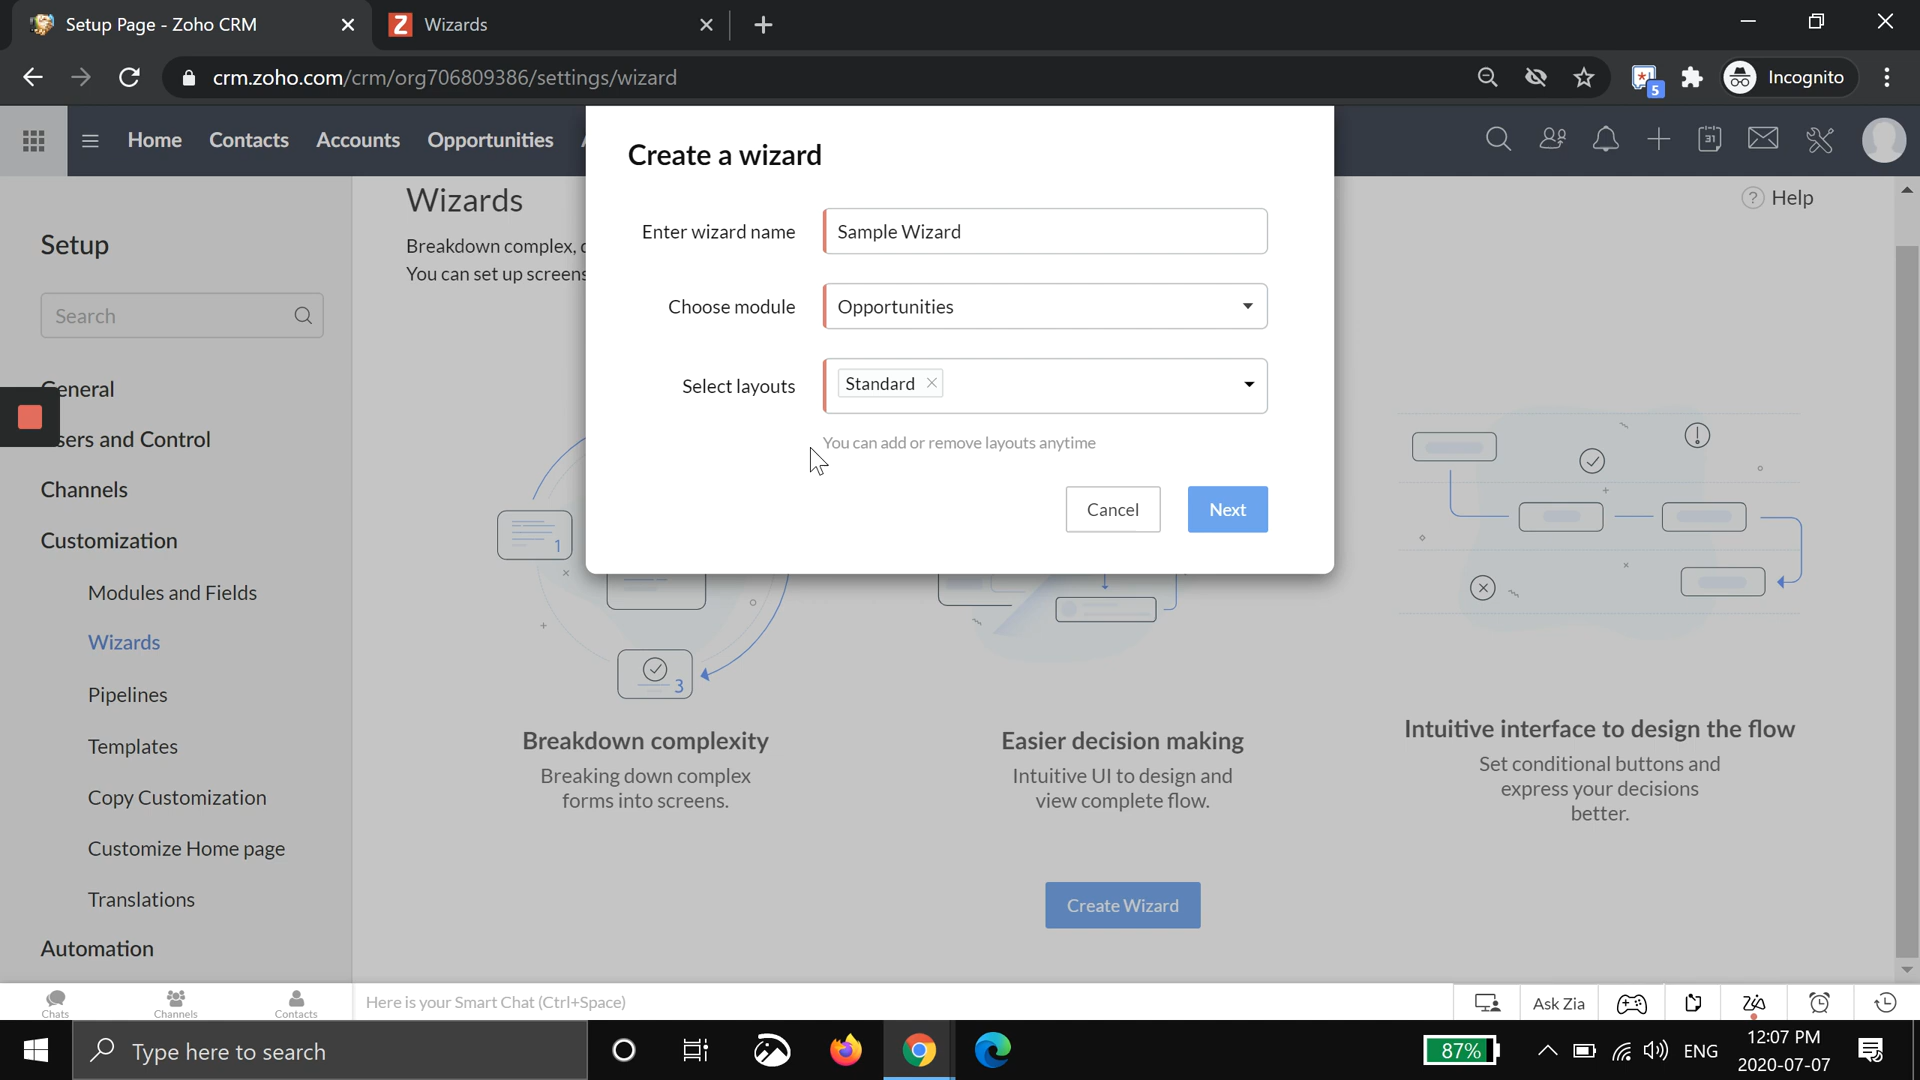 Setup Page - Zoho CRM
Wizards
crm.zoho.com/crm/org706809386/settings/wizard
5
Incognito
Home
Contacts
Accounts
Opportunities
31
Create a wizard
Enter wizard name
Sample Wizard
Choose module
Opportunities
Select layouts
Standard
You can add or remove layouts anytime
Cancel
Next
Wizards
Help
Breakdown complex,
You can set up screens
Setup
Search
General
Users and Control
Channels
Customization
Modules and Fields
Wizards
Pipelines
Templates
Copy Customization
Customize Home page
Translations
Automation
1
3
Breakdown complexity
Breaking down complex
forms into screens.
Easier decision making
Intuitive UI to design and
view complete flow.
Intuitive interface to design the flow
Set conditional buttons and
express your decisions
better.
Create Wizard
Chats
Channels
Contacts
Here is your Smart Chat (Ctrl+Space)
Ask Zia
Type here to search
87%
ENG
12:07 PM
2020-07-07